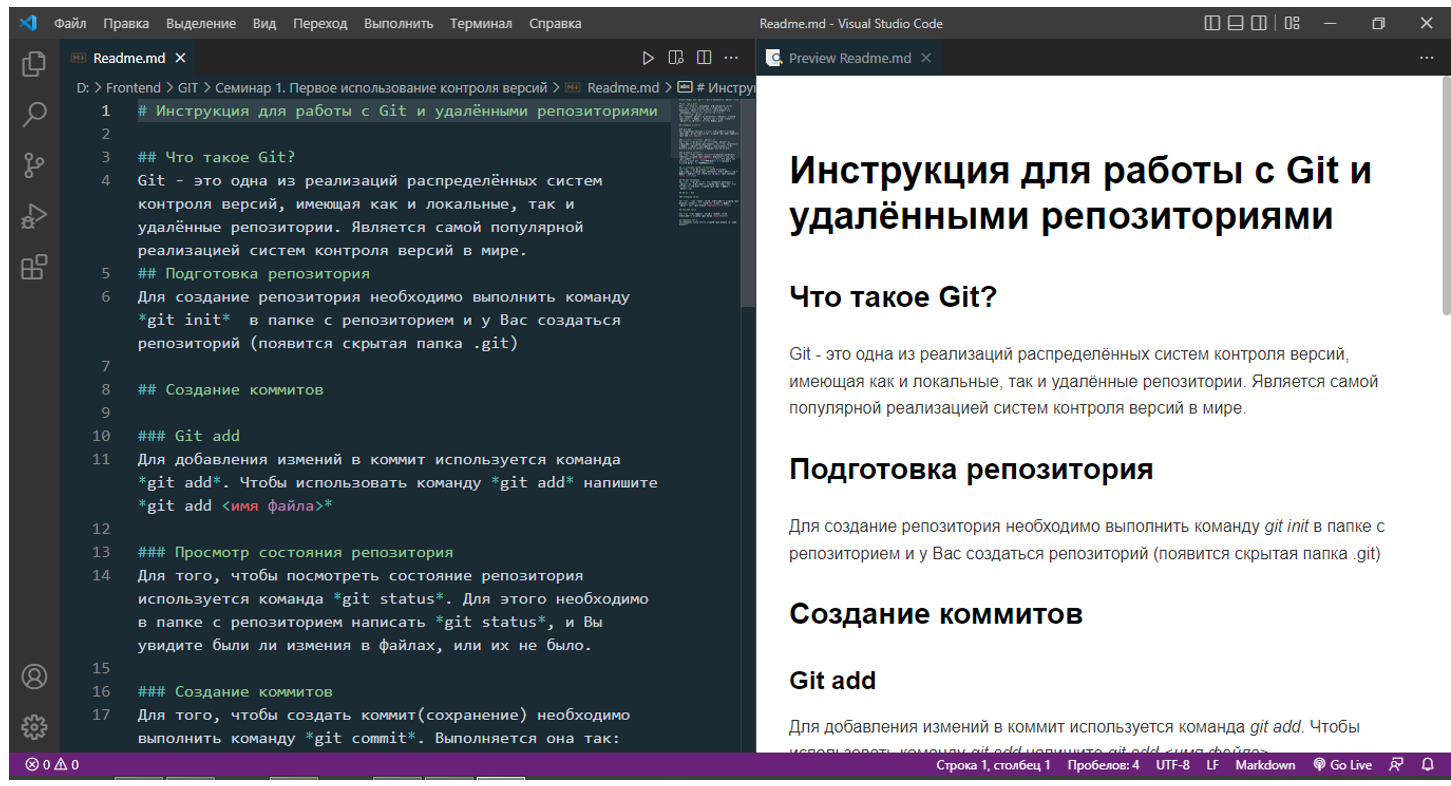 Файл Правка Выделение Вид Переход Выполнить Терминал Справка Readme.md - Visual Studio Code
Readme.md
D: > Frontend > GIT > Семинар 1. Первое использование контроля версий > Readme.md > # Инстру
1 # Инструкция для работы с Git и удалёнными репозиториями
2
3 ## Что такое Git?
4 Git - это одна из реализаций распределённых систем
контроля версий, имеющая как и локальные, так и
удалённые репозитории. Является самой популярной
реализацией систем контроля версий в мире.
5 ## Подготовка репозитория
6 Для создание репозитория необходимо выполнить команду
*git init*  в папке с репозиторием и у Вас создаться
репозиторий (появится скрытая папка .git)
7
8 ## Создание коммитов
9
10 ### Git add
11 Для добавления измений в коммит используется команда
*git add*. Чтобы использовать команду *git add* напишите
*git add <имя файла>*
12
13 ### Просмотр состояния репозитория
14 Для того, чтобы посмотреть состояние репозитория
используется команда *git status*. Для этого необходимо
в папке с репозиторием написать *git status*, и Вы
увидите были ли измения в файлах, или их не было.
15
16 ### Создание коммитов
17 Для того, чтобы создать коммит(сохранение) необходимо
выполнить команду *git commit*. Выполняется она так:
Preview Readme.md
Инструкция для работы с Git и
удалёнными репозиториями
Что такое Git?
Git - это одна из реализаций распределённых систем контроля версий,
имеющая как и локальные, так и удалённые репозитории. Является самой
популярной реализацией систем контроля версий в мире.
Подготовка репозитория
Для создание репозитория необходимо выполнить команду git init в папке с
репозиторием и у Вас создаться репозиторий (появится скрытая папка .git)
Создание коммитов
Git add
Для добавления измений в коммит используется команда git add. Чтобы
использовать команду git add напишите git add <имя файла>
0 0 Строка 1, столбец 1 Пробелов: 4 UTF-8 LF Markdown Go Live